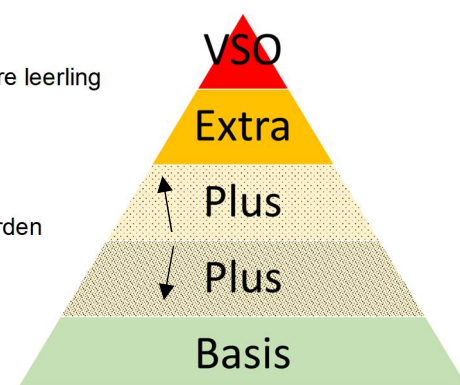 VSO
re leerling
Extra
Plus
rden
Plus
Basis